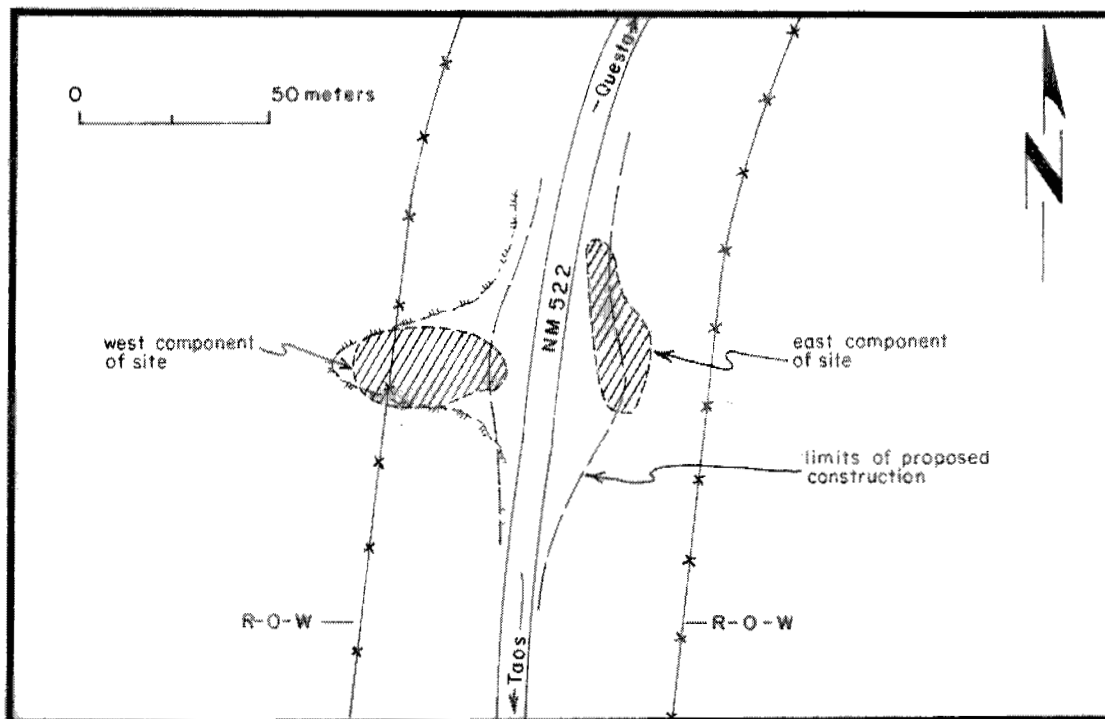 0 50 meters
Questa
N
NM 522
west component
of site
east component
of site
limits of proposed
construction
R-O-W
R-O-W
Taos